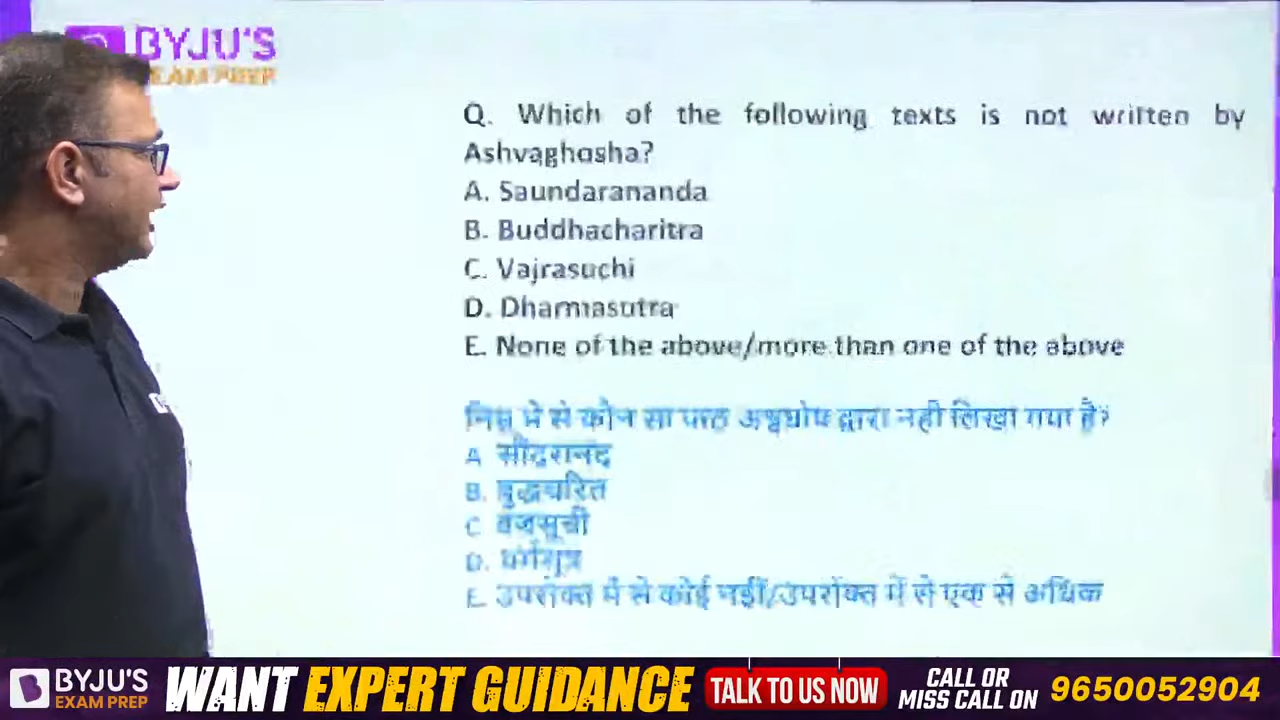 BYJU'S
EXAM PREP
Q. Which of the following texts is not written by
Ashvaghosha?
A. Saundarananda
B. Buddhacharitra
C. Vajrasuchi
D. Dharmasutra
E. None of the above/more than one of the above
निम्न में से कौन सा पाठ अश्वघोष द्वारा नहीं लिखा गया है?
A सौंदरानंद
B. बुद्धचरित
C वज्रसूची
D. धर्मसूत्र
E. उपरोक्त में से कोई नहीं/उपरोक्त में से एक से अधिक
BYJU'S
EXAM PREP
WANT EXPERT GUIDANCE
TALK TO US NOW
CALL OR
MISS CALL ON
9650052904